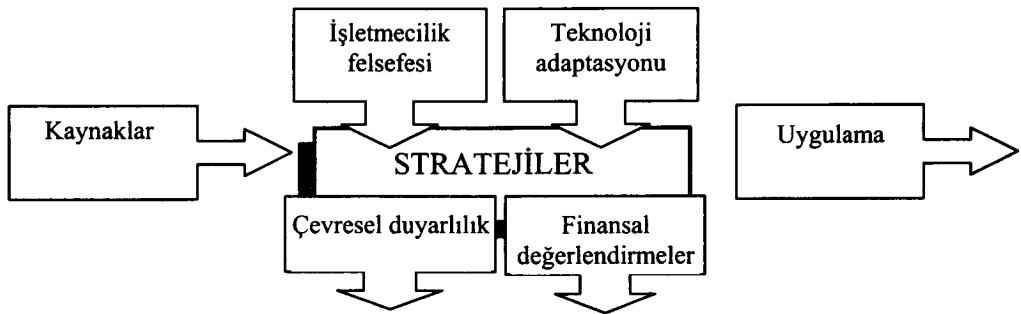 İşletmecilik
felsefesi
Teknoloji
adaptasyonu
Kaynaklar
STRATEJİLER
Uygulama
Çevresel duyarlılık
Finansal
değerlendirmeler